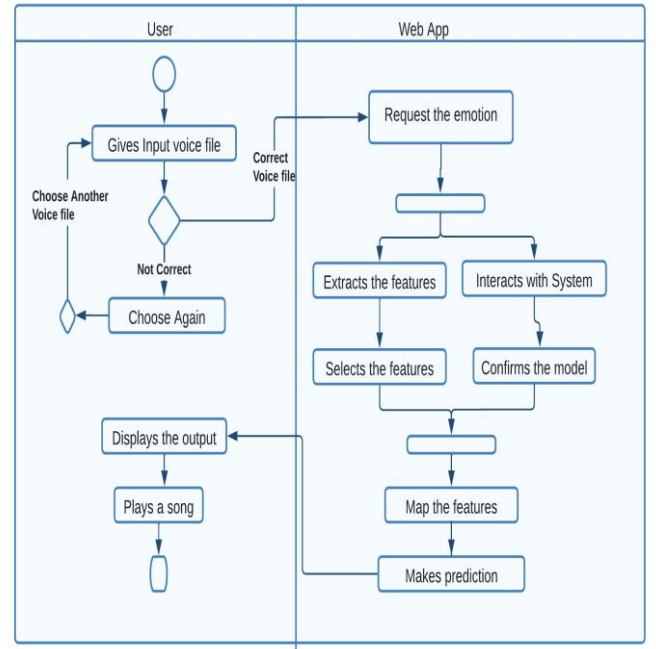 User
Web App
Gives Input voice file
Request the emotion
Correct
Voice file
Choose Another
Voice file
Not Correct
Choose Again
Extracts the features
Interacts with System
Selects the features
Confirms the model
Displays the output
Plays a song
Map the features
Makes prediction